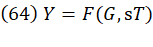 (64) Y = F(G, sT)